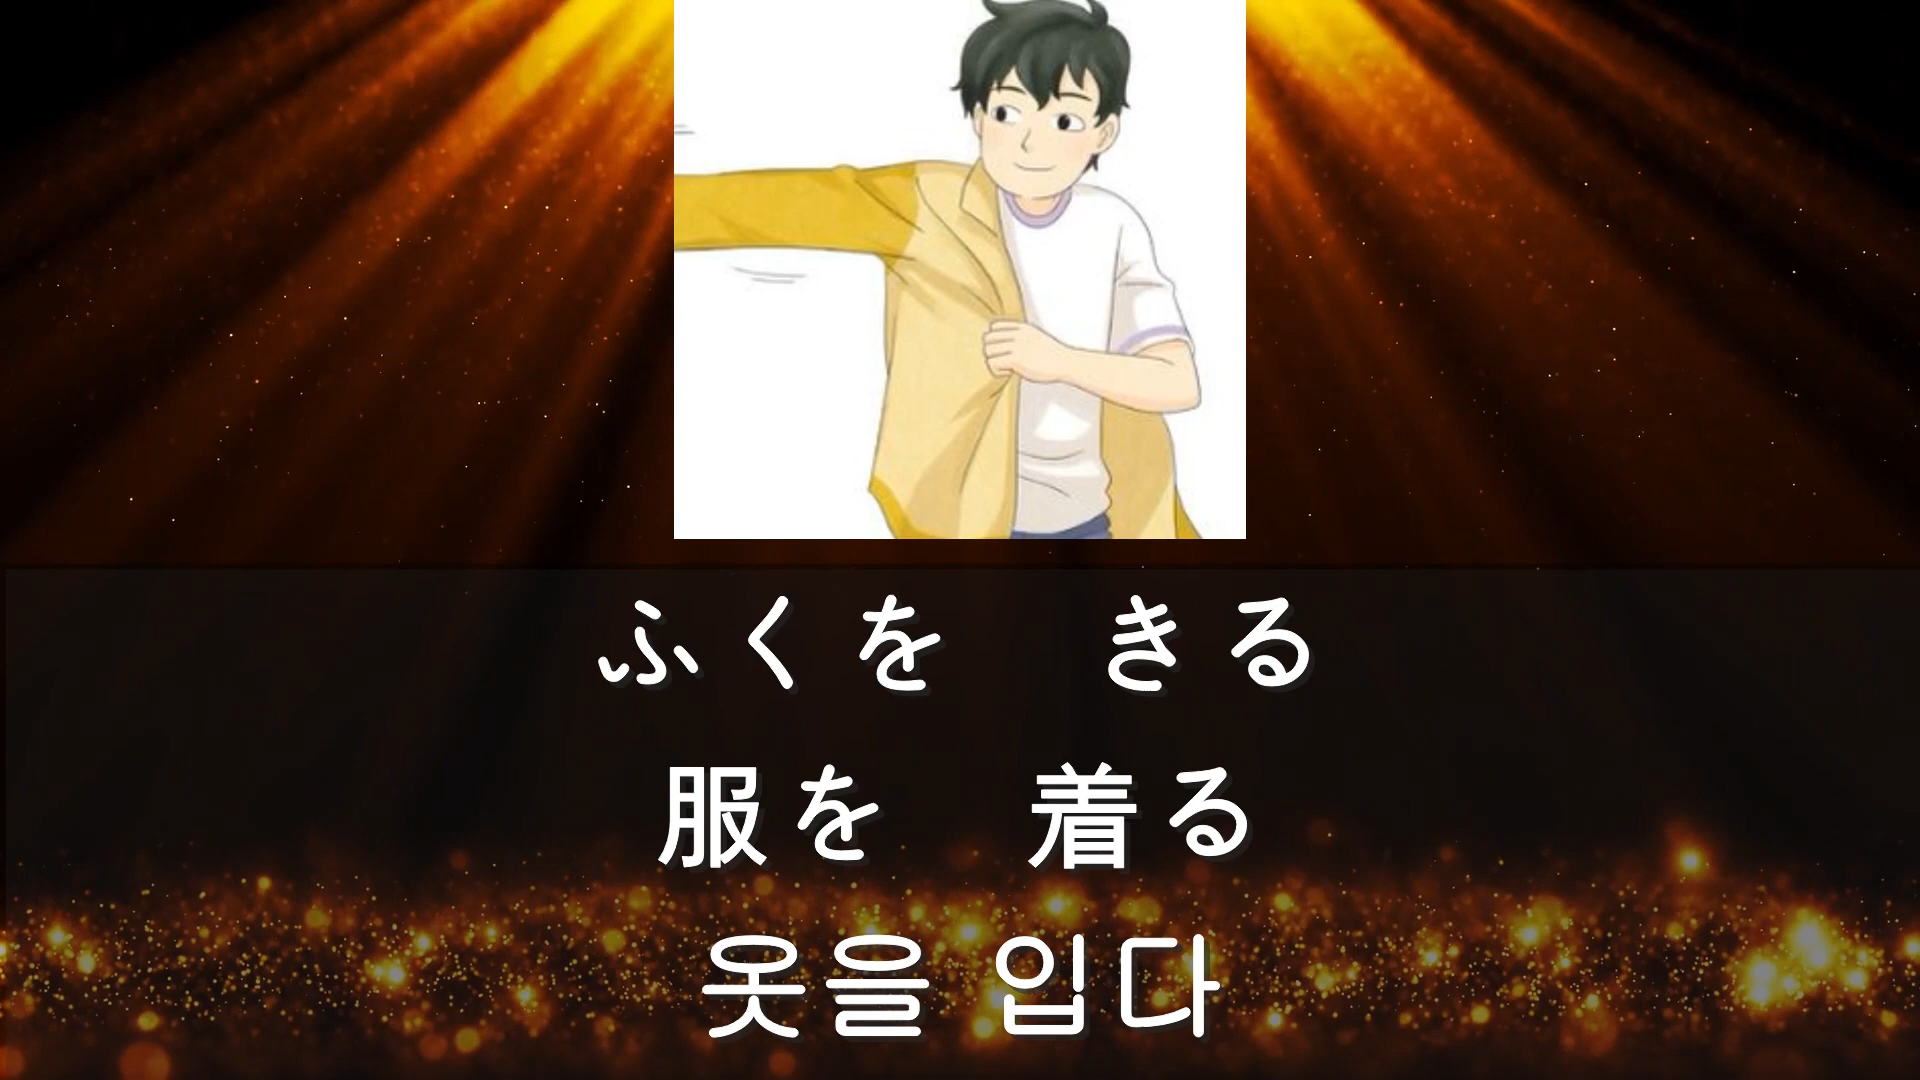 ふくを　きる
服を　着る
옷을 입다